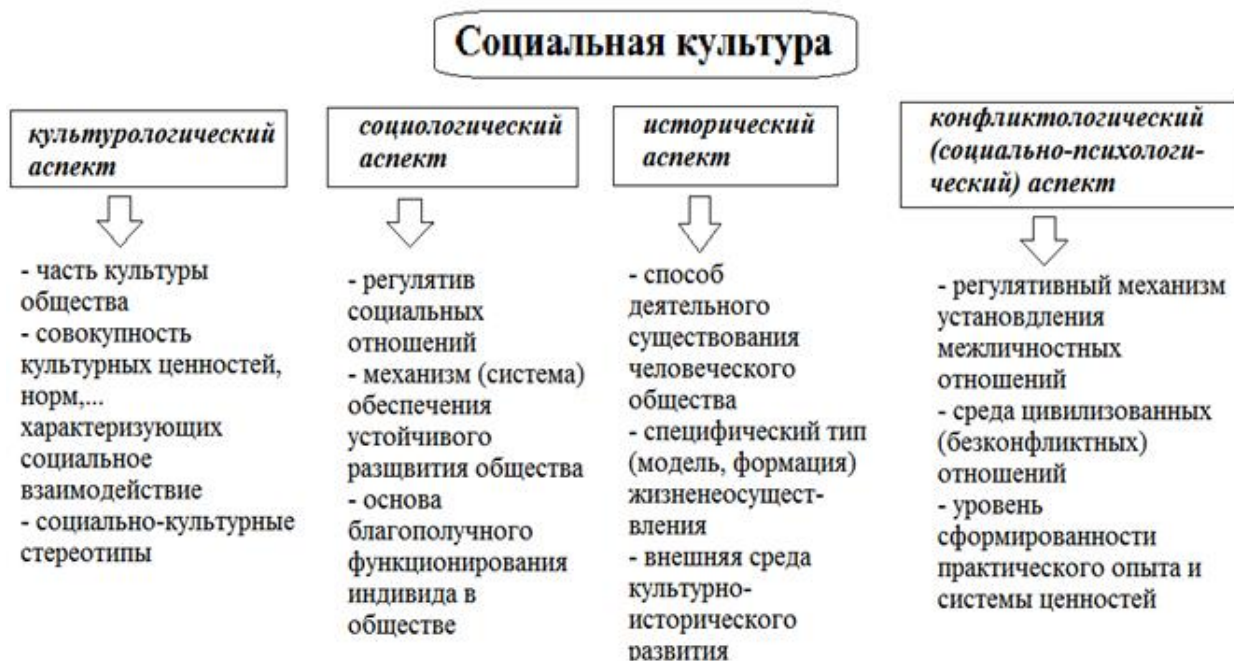 Социальная культура
культурологический
аспект
- часть культуры
общества
- совокупность
культурных ценностей,
норм,...
характеризующих
социальное
взаимодействие
- социально-культурные
стереотипы
социологический
аспект
- регулятив
социальных
отношений
- механизм (система)
обеспечения
устойчивого
разщвития общества
- основа
благополучного
функционирования
индивида в
обществе
исторический
аспект
- способ
деятельного
существования
человеческого
общества
- специфический тип
(модель, формация)
жизненеосущест-
вления
- внешняя среда
культурно-
исторического
развития
конфликтологический
(социально-психологи-
ческий) аспект
- регулятивный механизм
установдления
межличностных
отношений
- среда цивилизованных
(безконфликтных)
отношений
- уровень
сформированности
практического опыта и
системы ценностей